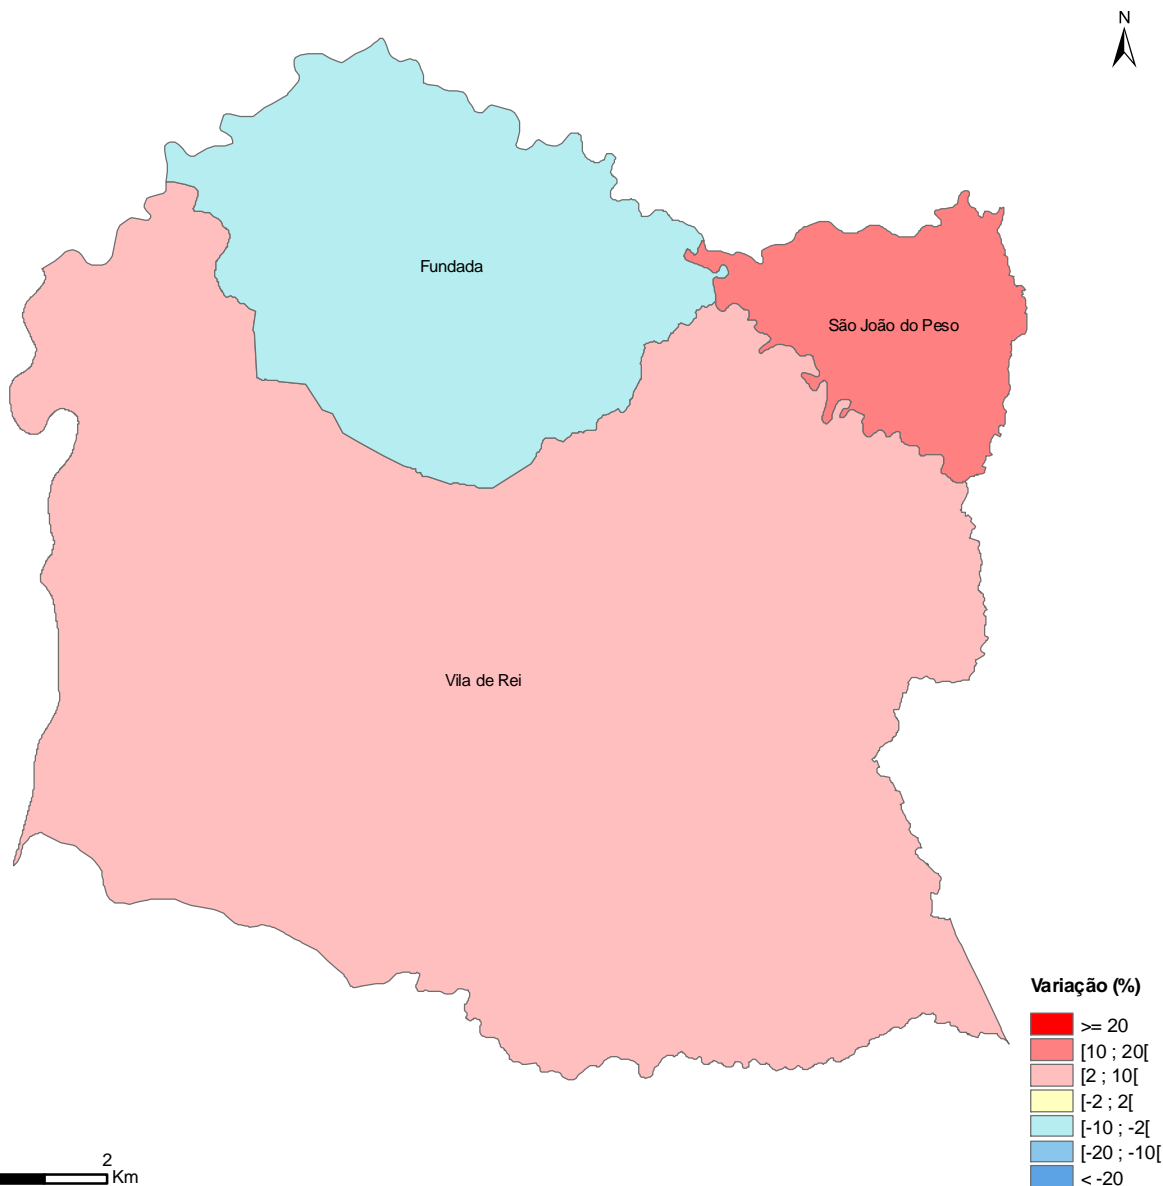 N
Fundada
São João do Peso
Vila de Rei
Variação (%)
>= 20
[10 ; 20[
[2 ; 10[
[-2 ; 2[
[-10 ; -2[
[-20 ; -10[
< -20
2
Km